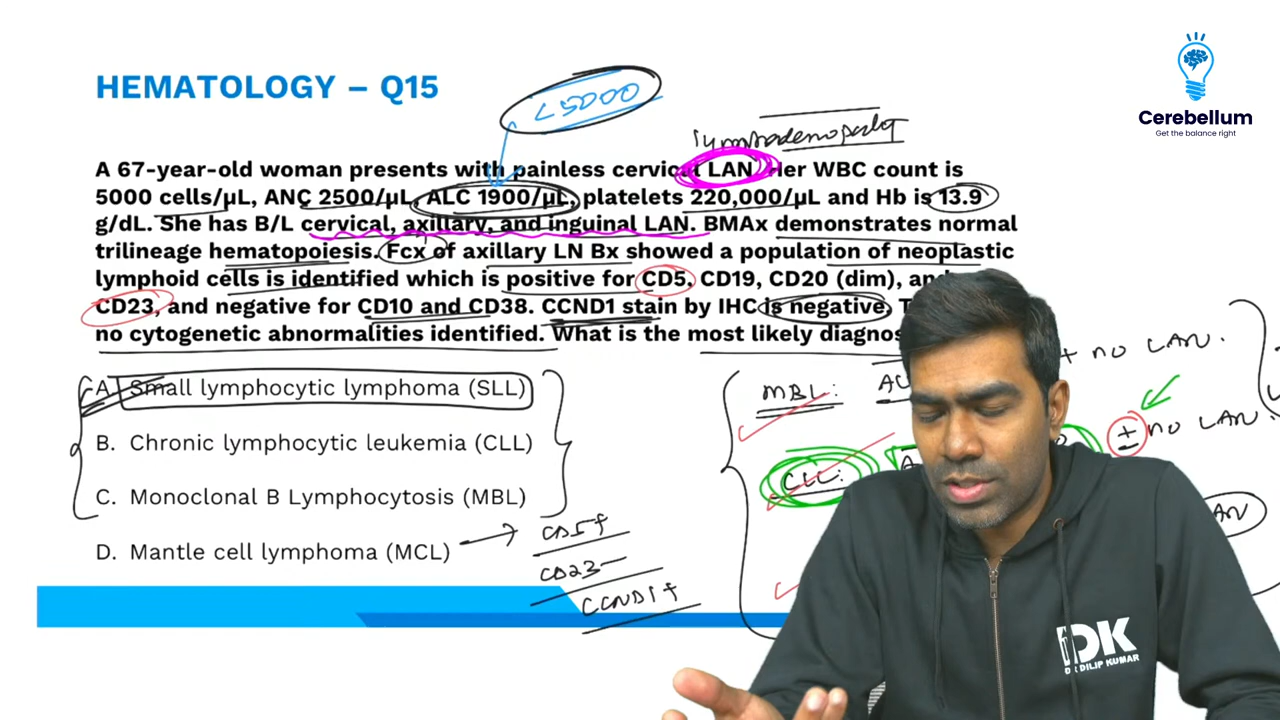 HEMATOLOGY – Q15
<5000
Cerebellum
Get the balance right
A 67-year-old woman presents with painless cervical LAN. Her WBC count is
5000 cells/μL, ANC 2500/μL, ALC 1900/μL, platelets 220,000/μL and Hb is 13.9
g/dL. She has B/L cervical, axillary, and inguinal LAN. BMAx demonstrates normal
trilineage hematopoiesis. Fcx of axillary LN Bx showed a population of neoplastic
lymphoid cells is identified which is positive for CD5, CD19, CD20 (dim), and
CD23, and negative for CD10 and CD38. CCND1 stain by IHC is negative,
no cytogenetic abnormalities identified. What is the most likely
A. Small lymphocytic lymphoma (SLL)
B. Chronic lymphocytic leukemia (CLL)
C. Monoclonal B Lymphocytosis (MBL)
D. Mantle cell lymphoma (MCL)
CD5+
CD23-
CCND1+
MBL: + no LAN.
CLL: ± no LAN
DK
DR DILIP KUMAR